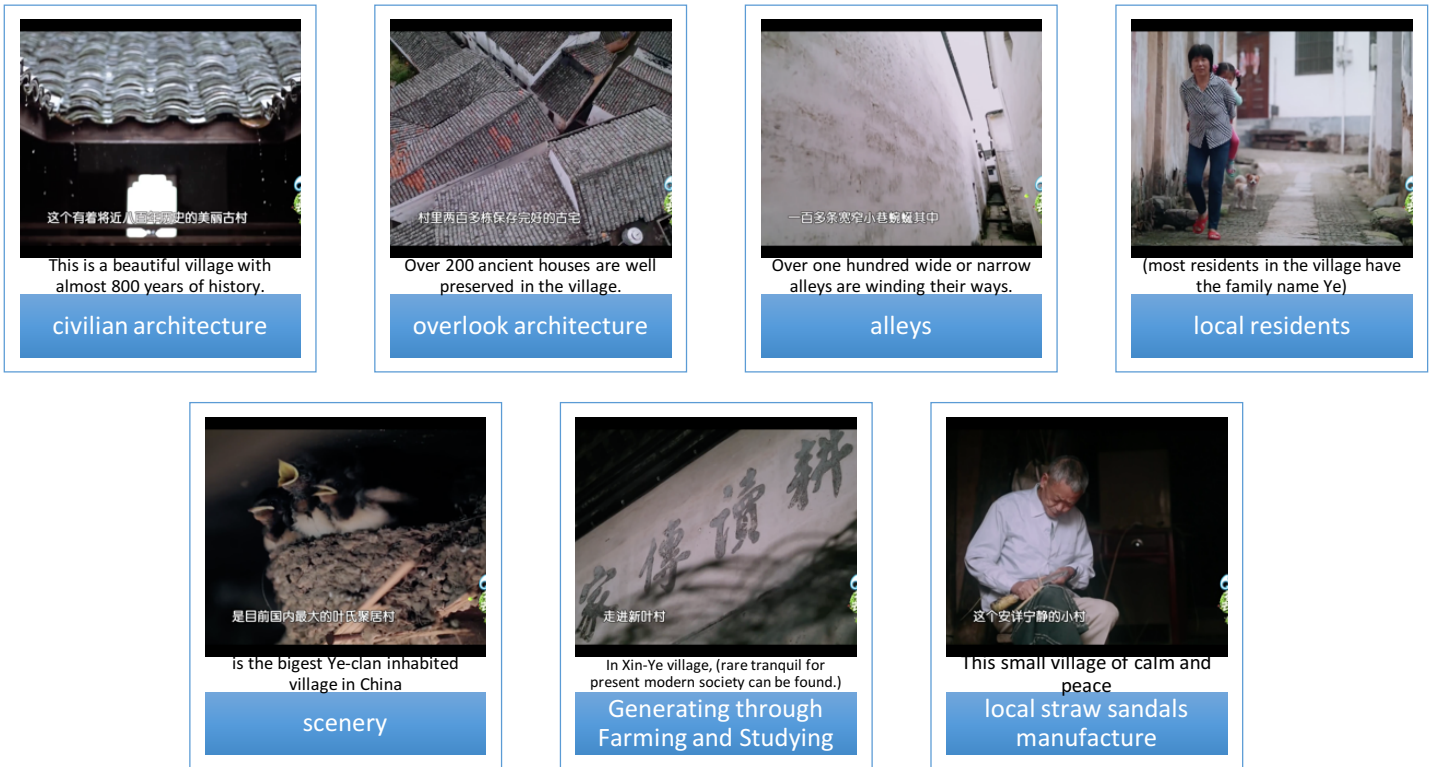 这个有着将近八百年历史的美丽古村
This is a beautiful village with
almost 800 years of history.
civilian architecture
村里两百多栋保存完好的古宅
Over 200 ancient houses are well
preserved in the village.
overlook architecture
一百多条宽窄小巷蜿蜒其中
Over one hundred wide or narrow
alleys are winding their ways.
alleys
(most residents in the village have
the family name Ye)
local residents
是目前国内最大的叶氏聚居村
is the bigest Ye-clan inhabited
village in China
scenery
耕讀傳家
走进新叶村
In Xin-Ye village, (rare tranquil for
present modern society can be found.)
Generating through
Farming and Studying
这个安详宁静的小村
This small village of calm and
peace
local straw sandals
manufacture